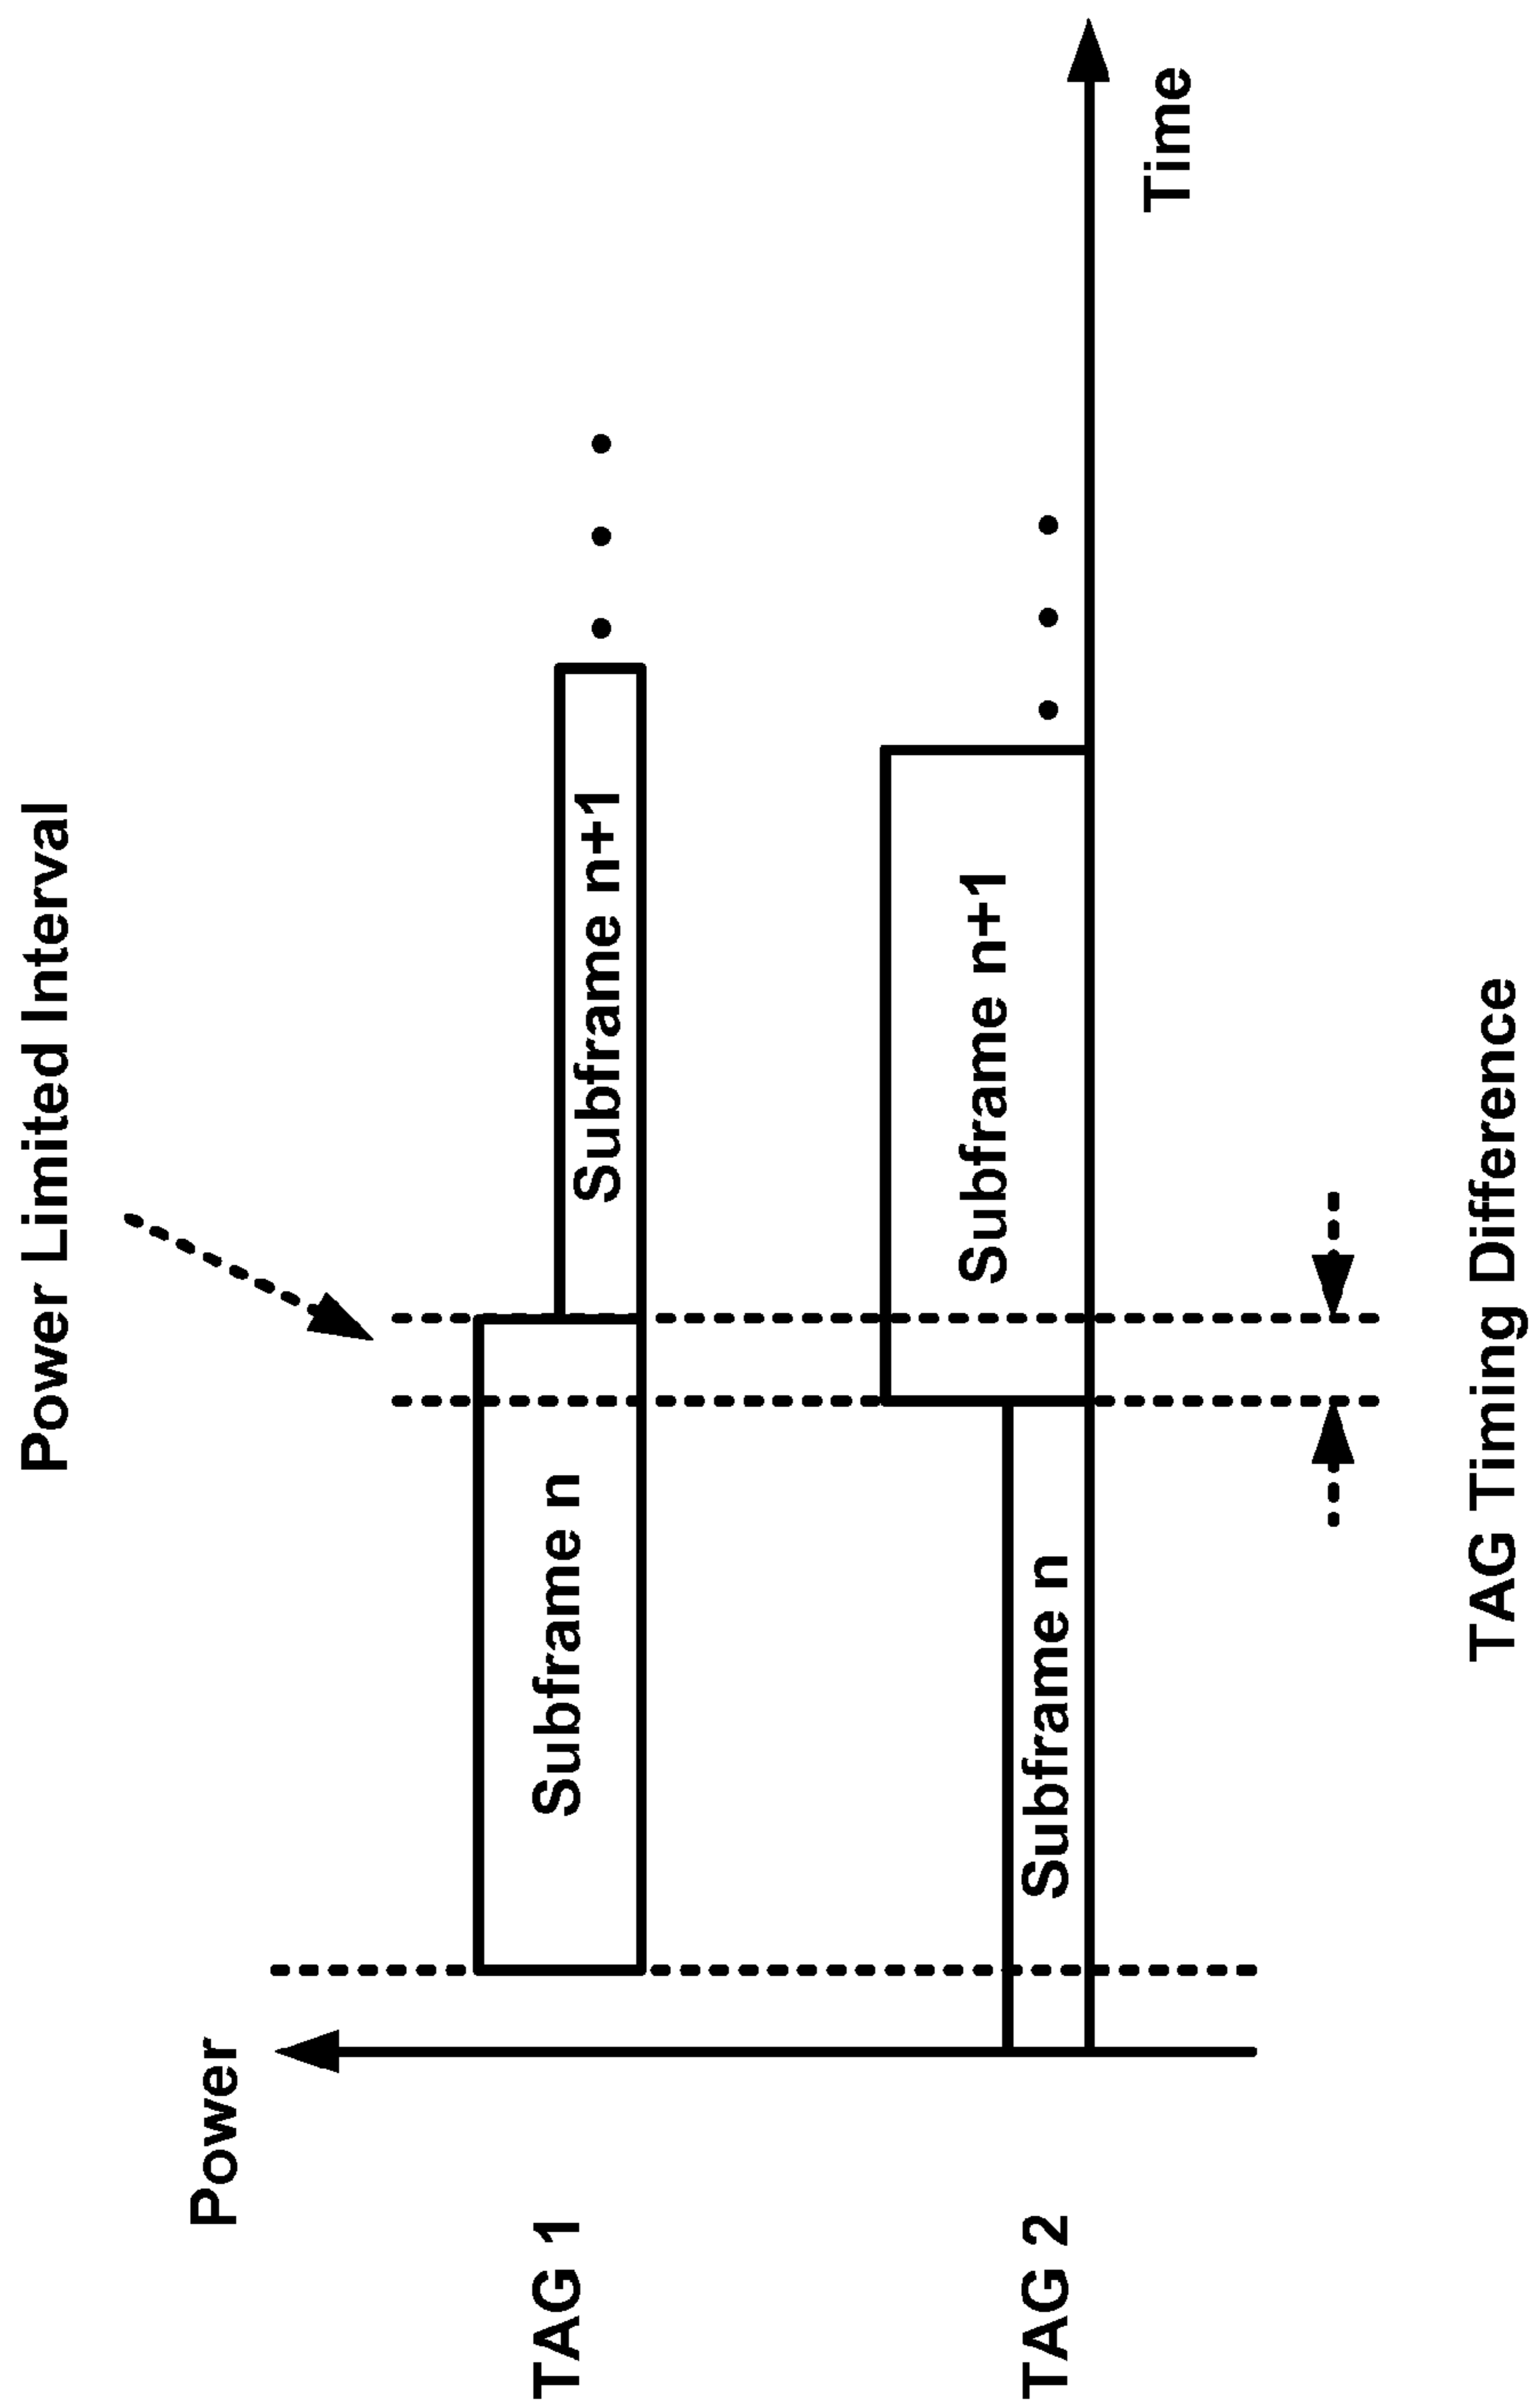 Power Limited Interval
Power
TAG 1
Subframe n
Subframe n+1
TAG 2
Subframe n
Subframe n+1
Time
TAG Timing Difference